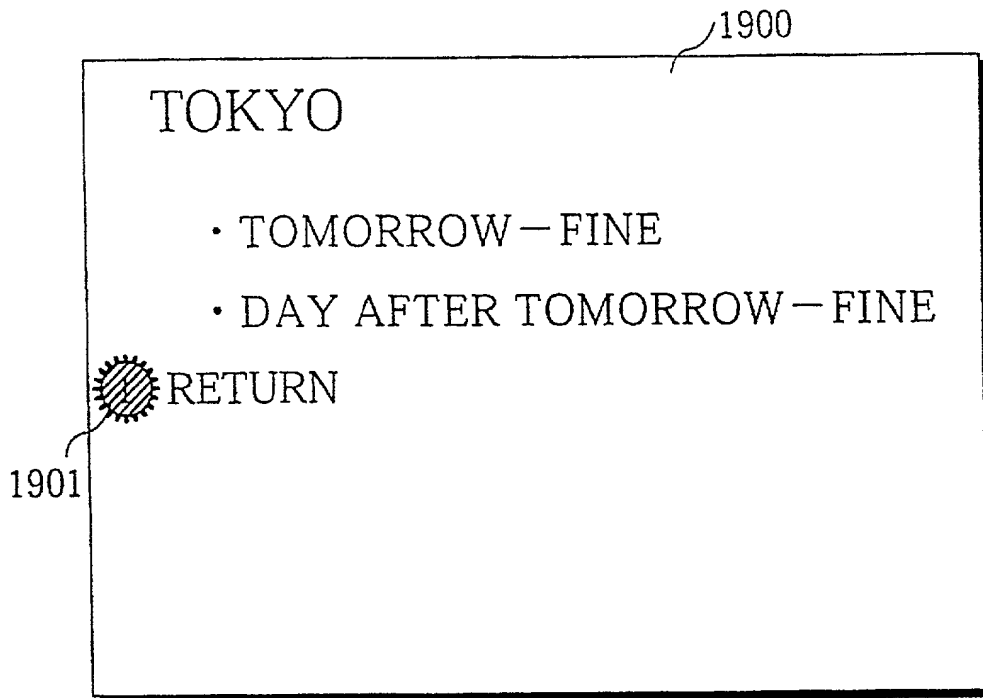 1900
TOKYO
・TOMORROW－FINE
・DAY AFTER TOMORROW－FINE
RETURN
1901